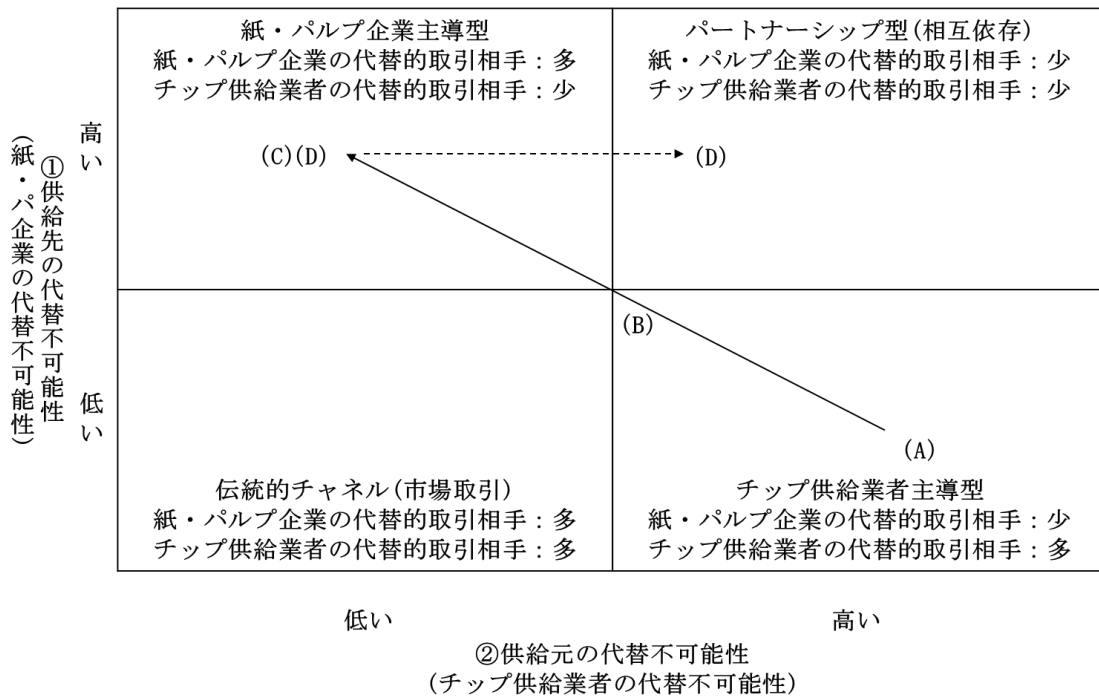 紙・パルプ企業主導型
紙・パルプ企業の代替的取引相手：多
チップ供給業者の代替的取引相手：少
パートナーシップ型(相互依存)
紙・パルプ企業の代替的取引相手：少
チップ供給業者の代替的取引相手：少
高い
①供給先の代替不可能性
(紙・パ企業の代替不可能性)
(C)(D)
(D)
(B)
低い
(A)
伝統的チャネル(市場取引)
紙・パルプ企業の代替的取引相手：多
チップ供給業者の代替的取引相手：多
チップ供給業者主導型
紙・パルプ企業の代替的取引相手：少
チップ供給業者の代替的取引相手：多
低い
高い
②供給元の代替不可能性
(チップ供給業者の代替不可能性)